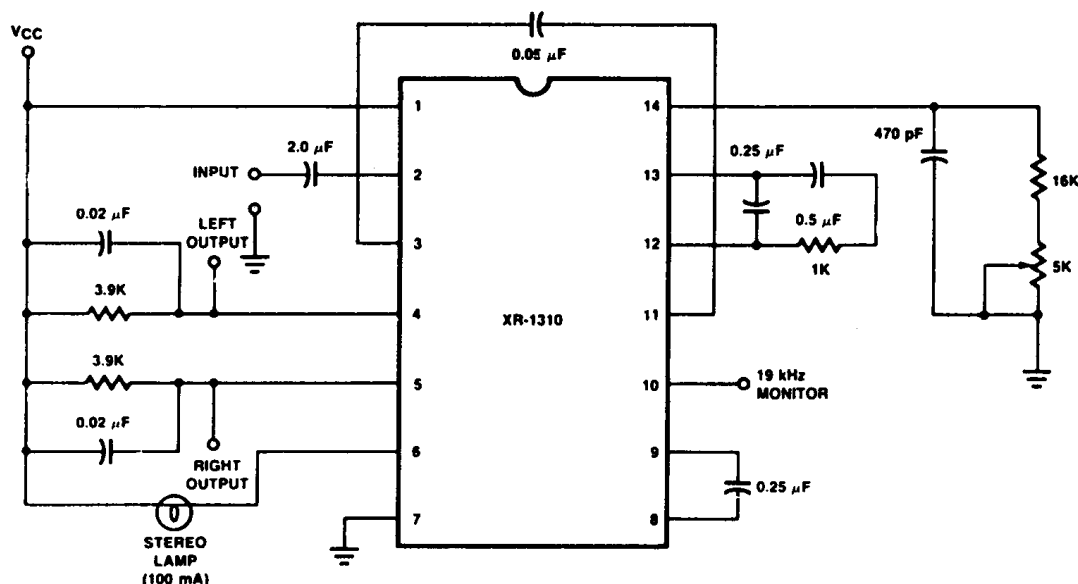 VCC
0.05 µF
1
14
470 pF
2.0 µF
0.25 µF
INPUT
2
13
16K
0.02 µF
LEFT
OUTPUT
0.5 µF
3
12
1K
5K
3.9K
4
XR-1310
11
3.9K
5
10
19 kHz
MONITOR
0.02 µF
6
9
RIGHT
OUTPUT
0.25 µF
7
8
STEREO
LAMP
(100 mA)